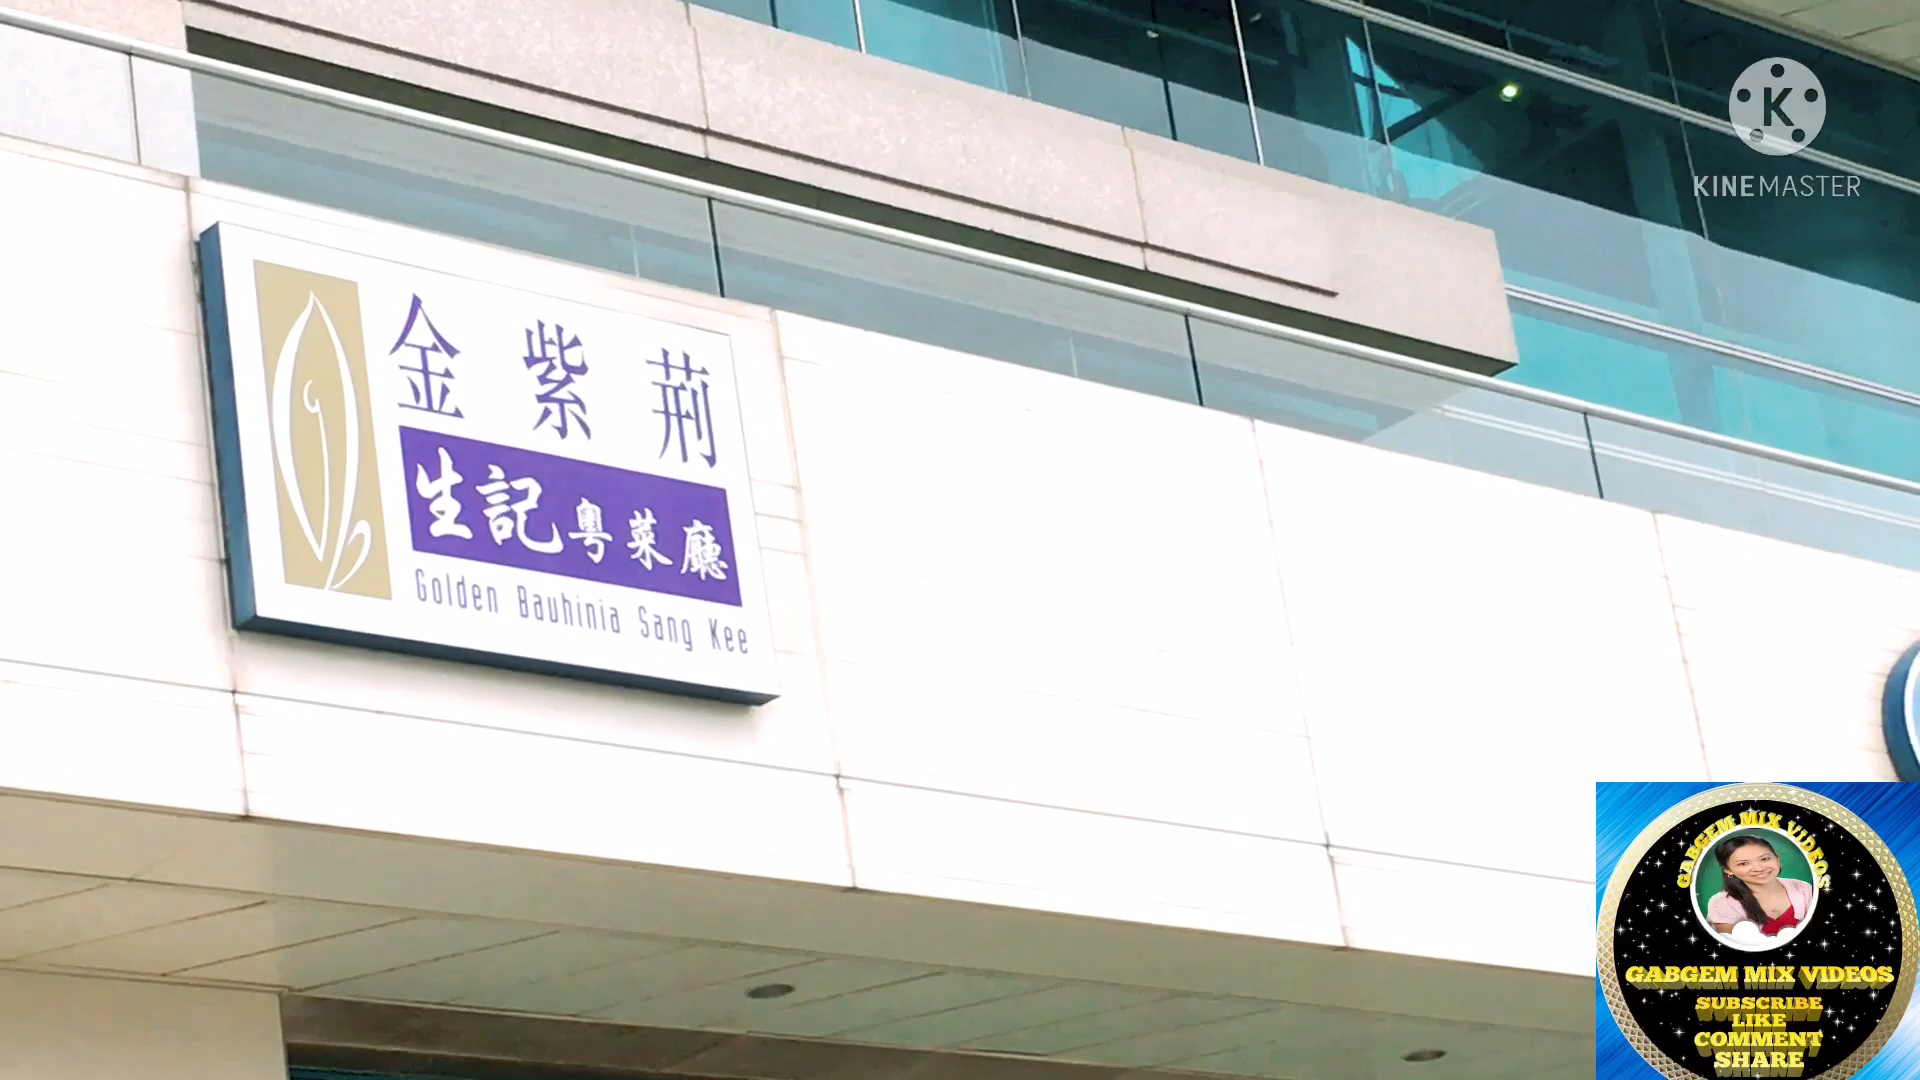 金紫荊
生記粵菜廳
Golden Bauhinia Sang Kee
K
KINEMASTER
GABGEM MIX VIDEOS
GABGEM MIX VIDEOS
SUBSCRIBE
LIKE
COMMENT
SHARE